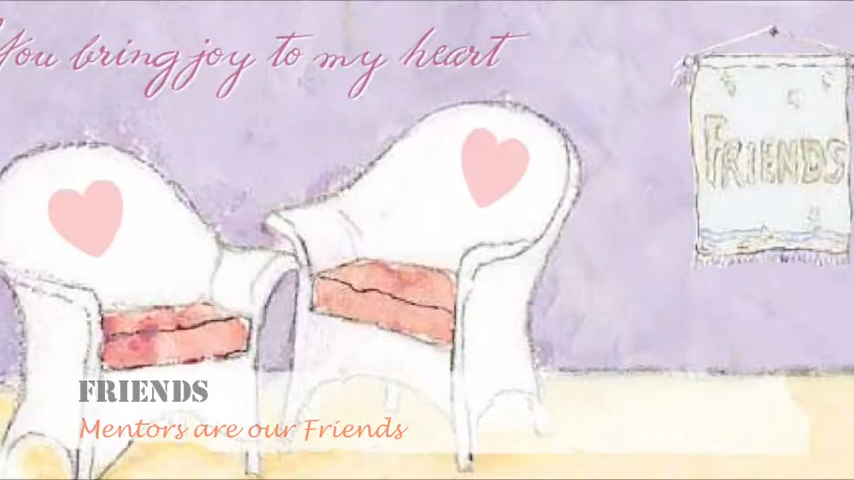 You bring joy to my heart
FRIENDS
FRIENDS
Mentors are our Friends